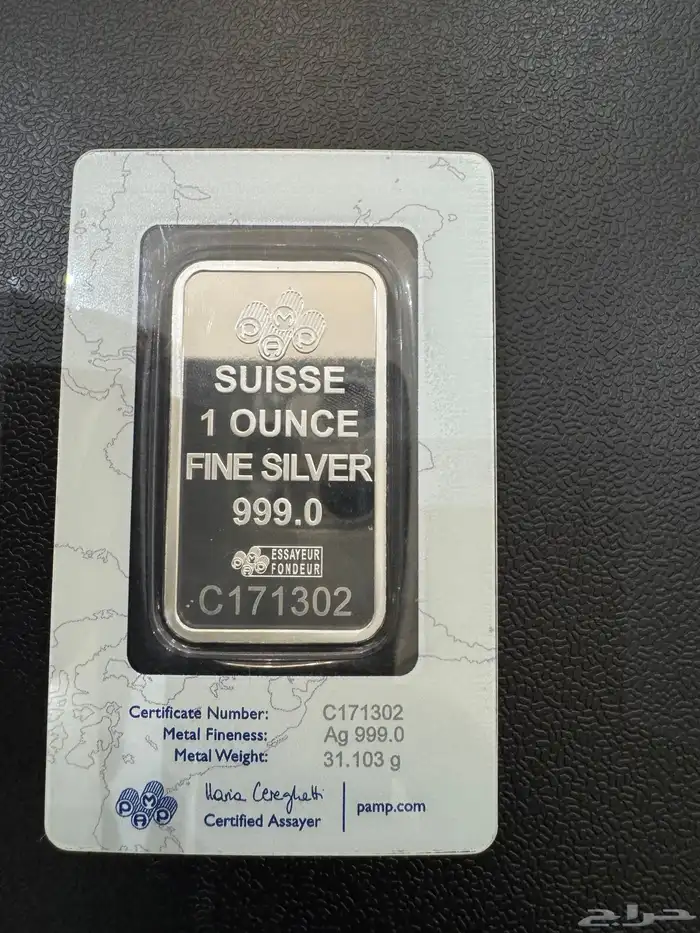 PAMP
SUISSE
1 OUNCE
FINE SILVER
999.0
PAMP ESSAYEUR
FONDEUR
C171302
Certificate Number: C171302
Metal Fineness: Ag 999.0
Metal Weight: 31.103 g
PAMP
Certified Assayer
pamp.com
حراج